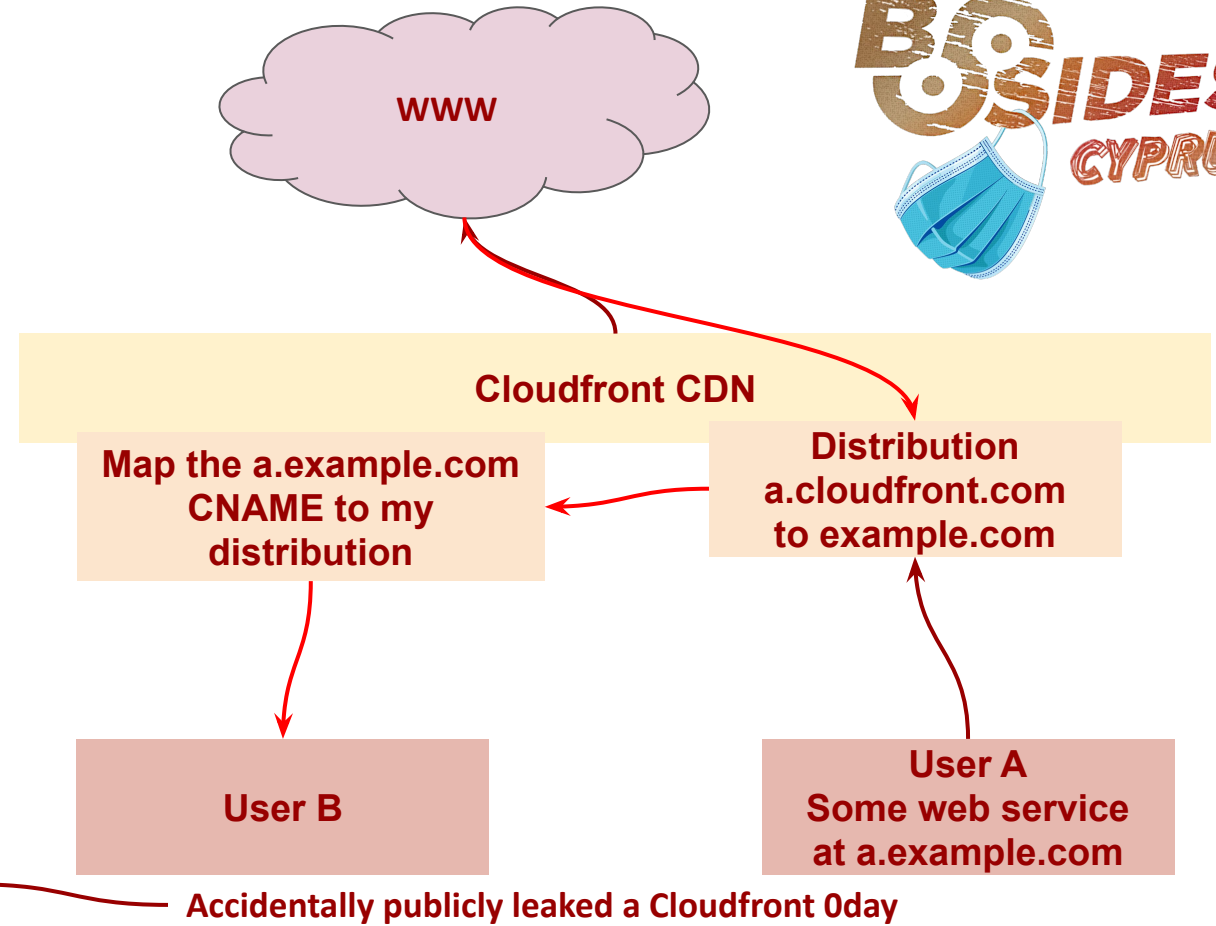 WWW
BSIDES
Cloudfront CDN
Map the a.example.com
CNAME to my
distribution
Distribution
a.cloudfront.com
to example.com
User B
User A
Some web service
at a.example.com
Accidentally publicly leaked a Cloudfront 0day